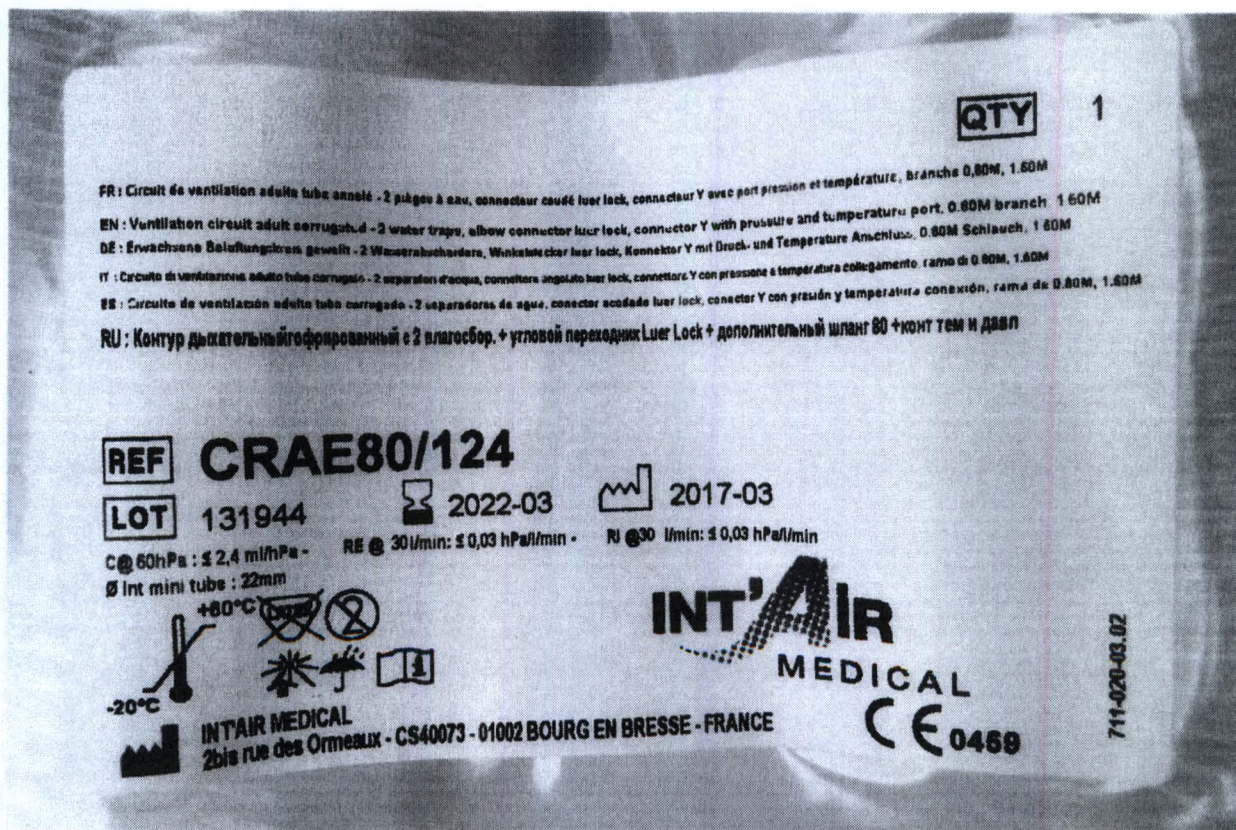 QTY 1
FR : Circuit de ventilation adulte tube annelé - 2 pièges à eau, connecteur coudé luer lock, connecteur Y avec port pression et température, branche 0,80M, 1.60M
EN : Ventilation circuit adult corrugated - 2 water traps, elbow connector luer lock, connector Y with pressure and temperature port, 0.80M branch 1 60M
DE : Erwachsene Beluftungskreis gewellt - 2 Wasserabscheiders, Winkelstecker luer lock, Konnektor Y mit Druck- und Temperature Anschluss, 0.80M Schlauch, 1 60M
IT : Circuito di ventilazione adulto tubo corrugato - 2 separatori d'acqua, connettore angolato luer lock, connettore Y con pressione e temperatura collegamento, ramo di 0 80M, 1.60M
ES : Circuito de ventilación adulto tubo corrugado - 2 separadores de agua, conector acodado luer lock, conector Y con presión y temperatura conexión, rama de 0.80M, 1.60M
RU : Контур дыхательныйгофрированный с 2 влагосбор. + угловой переходник Luer Lock + дополнительный шланг 80 +конт тем и давл
REF CRAE80/124
LOT 131944 2022-03 2017-03
C@ 60hPa : ≤ 2,4 ml/hPa - RE @ 30 l/min: ≤ 0,03 hPa/l/min - RI @30 l/min: ≤ 0,03 hPa/l/min
Ø Int mini tube : 22mm
+60°C
LATEX 2
-20°C
INT'AIR MEDICAL
INT'AIR MEDICAL
2bis rue des Ormeaux - CS40073 - 01002 BOURG EN BRESSE - FRANCE
CE 0459
711-020-03.02